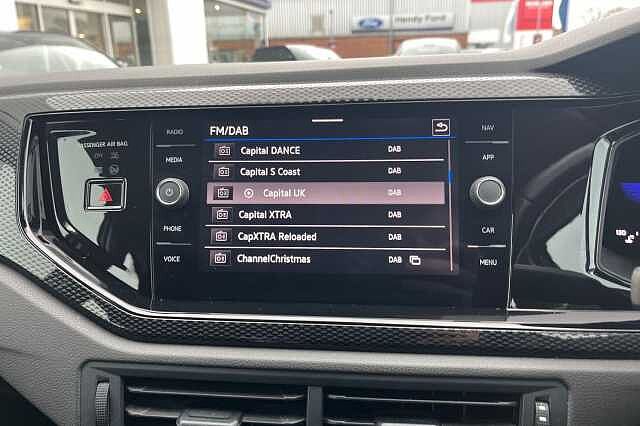 Hendy Ford
Ford
PASSENGER AIR BAG
RADIO
MEDIA
PHONE
VOICE
FM/DAB
Capital DANCE DAB
Capital S Coast DAB
Capital UK DAB
Capital XTRA DAB
CapXTRA Reloaded DAB
ChannelChristmas DAB
NAV
APP
CAR
MENU